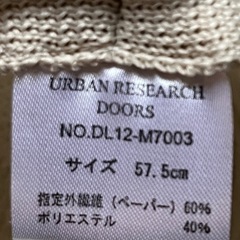 URBAN RESEARCH
DOORS
NO.DL12-M7003
サイズ 57.5cm
指定外繊維(ペーパー) 60%
ポリエステル 40%